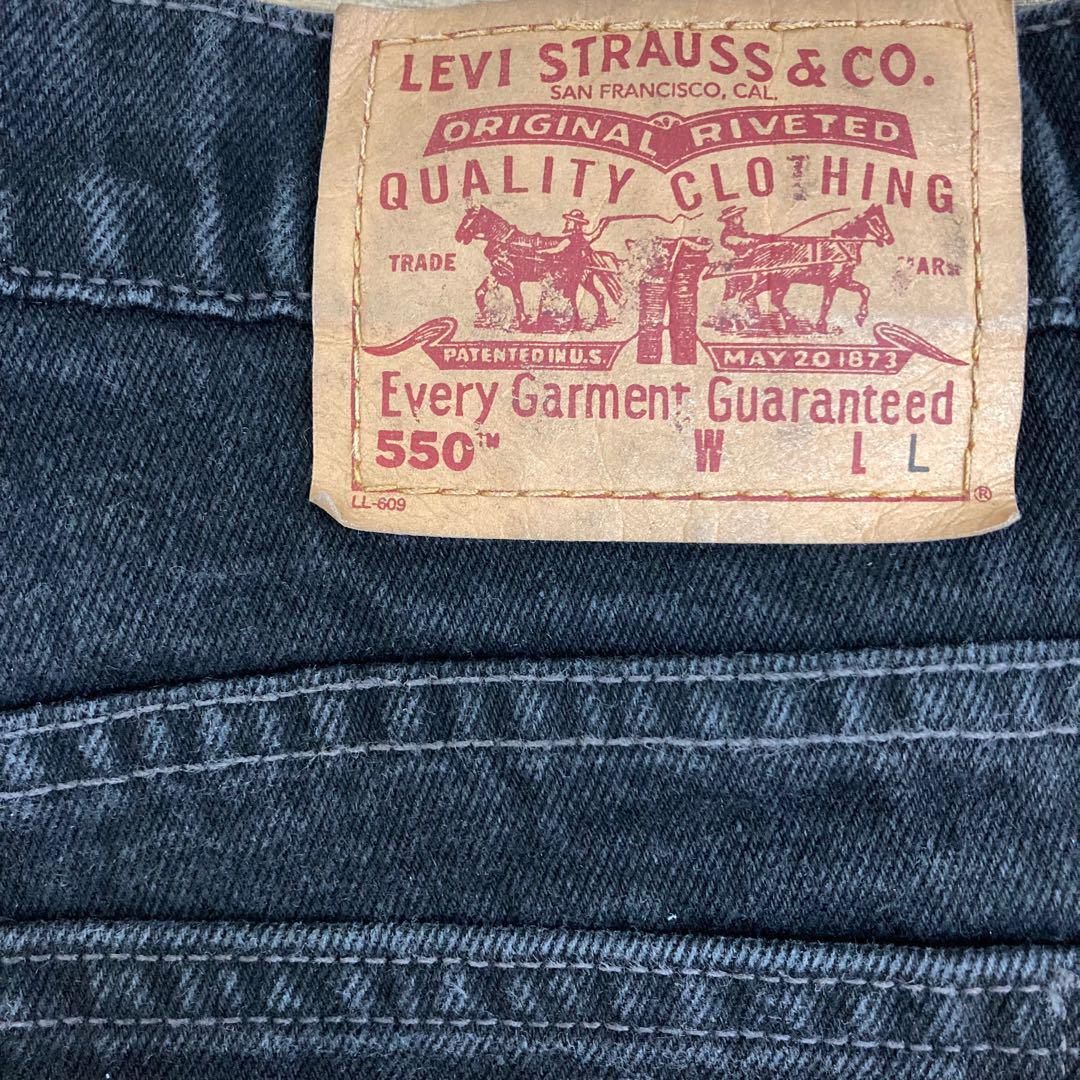 LEVI STRAUSS & CO.
SAN FRANCISCO, CAL.
ORIGINAL RIVETED
QUALITY CLOTHING
TRADE MARK
PATENTED IN U.S. MAY 20 1873
Every Garment Guaranteed
550™ W L L
LL-609 ®